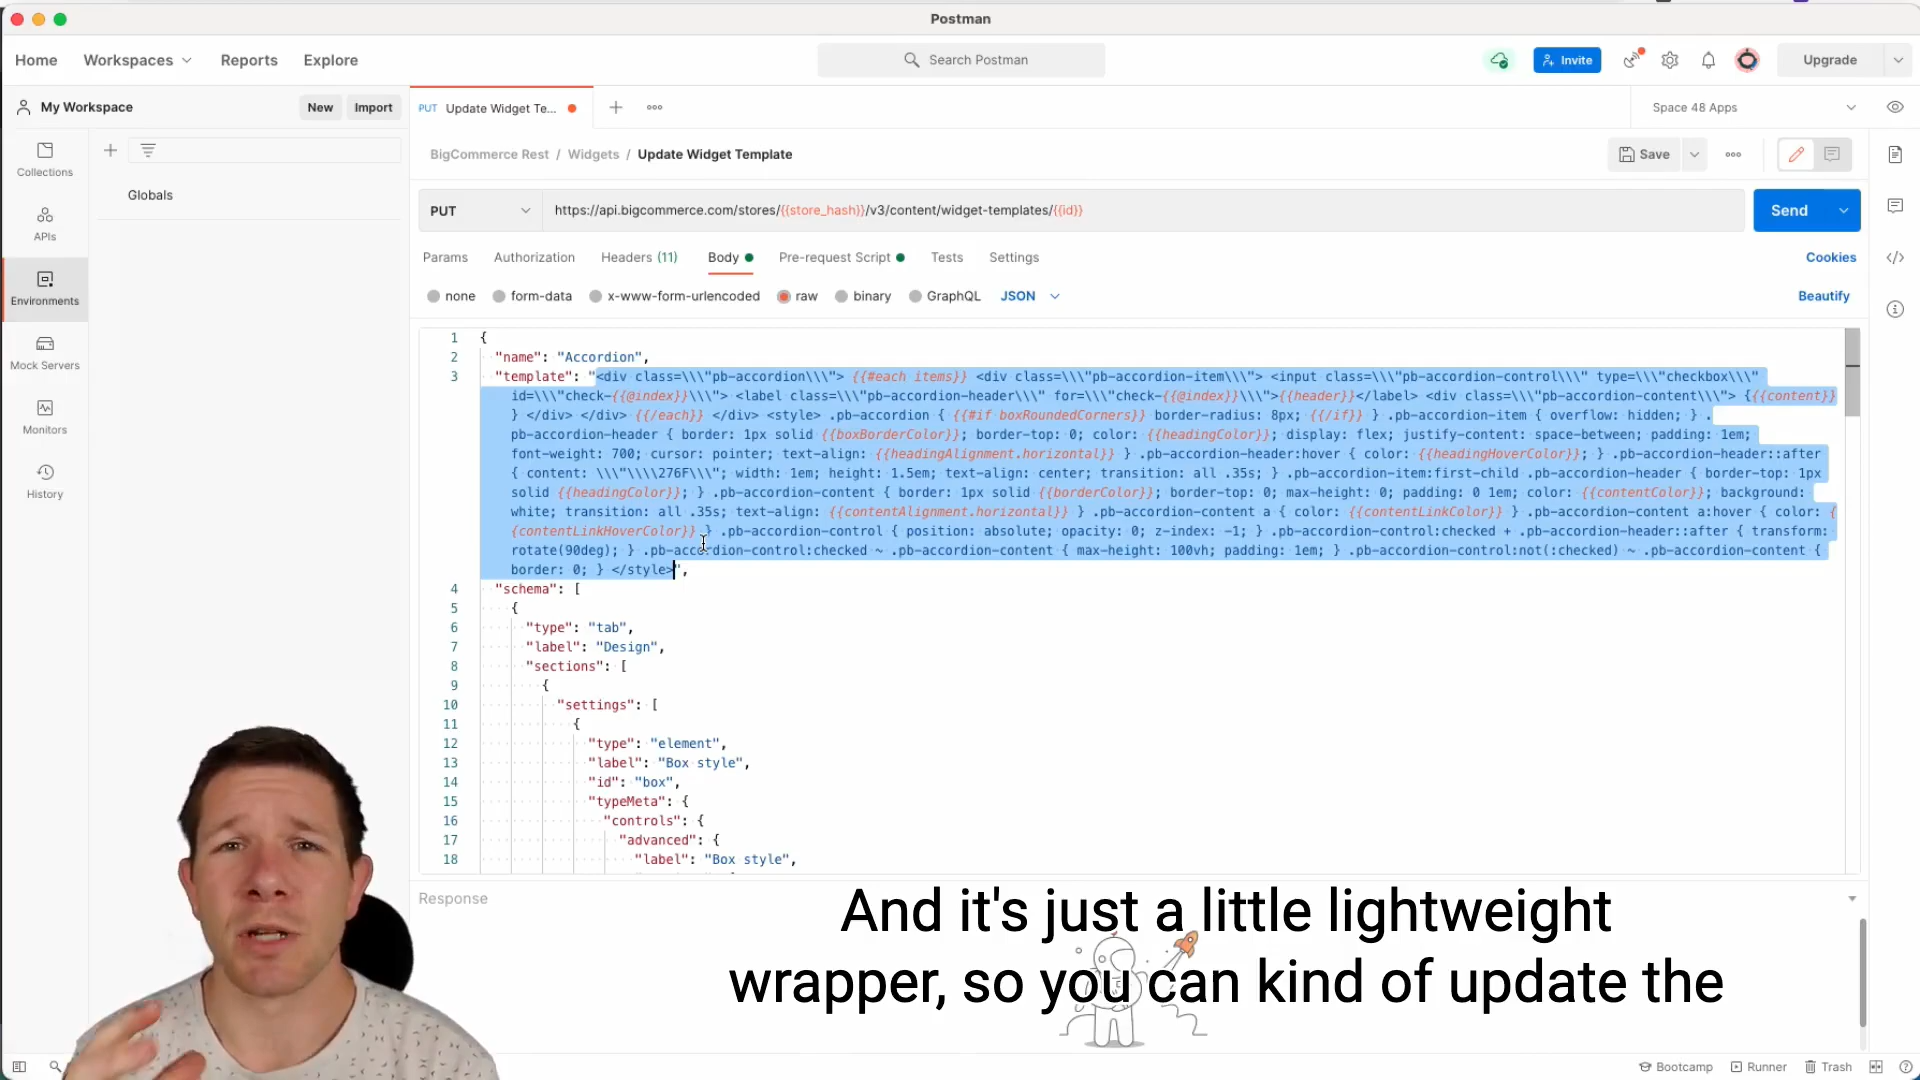 Postman
Home Workspaces Reports Explore Search Postman Invite Upgrade
My Workspace New Import PUT Update Widget Te... Space 48 Apps
BigCommerce Rest / Widgets / Update Widget Template Save
Collections
APIs
Environments
Mock Servers
Monitors
History
Globals
PUT https://api.bigcommerce.com/stores/{{store_hash}}/v3/content/widget-templates/{{id}} Send
Params Authorization Headers (11) Body Pre-request Script Tests Settings Cookies
none form-data x-www-form-urlencoded raw binary GraphQL JSON Beautify
1 {
2 "name": "Accordion",
3 "template": "<div class=\\\"pb-accordion\\\"> {{#each items}} <div class=\\\"pb-accordion-item\\\"> <input class=\\\"pb-accordion-control\\\" type=\\\"checkbox\\\"
id=\\\"check-{{@index}}\\\"> <label class=\\\"pb-accordion-header\\\" for=\\\"check-{{@index}}\\\">{{header}}</label> <div class=\\\"pb-accordion-content\\\"> {{{content}}
} </div> </div> {{/each}} </div> <style> .pb-accordion { {{#if boxRoundedCorners}} border-radius: 8px; {{/if}} } .pb-accordion-item { overflow: hidden; } .
pb-accordion-header { border: 1px solid {{boxBorderColor}}; border-top: 0; color: {{headingColor}}; display: flex; justify-content: space-between; padding: 1em;
font-weight: 700; cursor: pointer; text-align: {{headingAlignment.horizontal}} } .pb-accordion-header:hover { color: {{headingHoverColor}}; } .pb-accordion-header::after
{ content: \\\"\\\\276F\\\"; width: 1em; height: 1.5em; text-align: center; transition: all .35s; } .pb-accordion-item:first-child .pb-accordion-header { border-top: 1px
solid {{headingColor}}; } .pb-accordion-content { border: 1px solid {{borderColor}}; border-top: 0; max-height: 0; padding: 0 1em; color: {{contentColor}}; background:
white; transition: all .35s; text-align: {{contentAlignment.horizontal}} } .pb-accordion-content a { color: {{contentLinkColor}} } .pb-accordion-content a:hover { color: {
{contentLinkHoverColor}} } .pb-accordion-control { position: absolute; opacity: 0; z-index: -1; } .pb-accordion-control:checked + .pb-accordion-header::after { transform:
rotate(90deg); } .pb-accordion-control:checked ~ .pb-accordion-content { max-height: 100vh; padding: 1em; } .pb-accordion-control:not(:checked) ~ .pb-accordion-content {
border: 0; } </style>",
4 "schema": [
5 {
6 "type": "tab",
7 "label": "Design",
8 "sections": [
9 {
10 "settings": [
11 {
12 "type": "element",
13 "label": "Box style",
14 "id": "box",
15 "typeMeta": {
16 "controls": {
17 "advanced": {
18 "label": "Box style",
Response
And it's just a little lightweight
wrapper, so you can kind of update the
Bootcamp Runner Trash